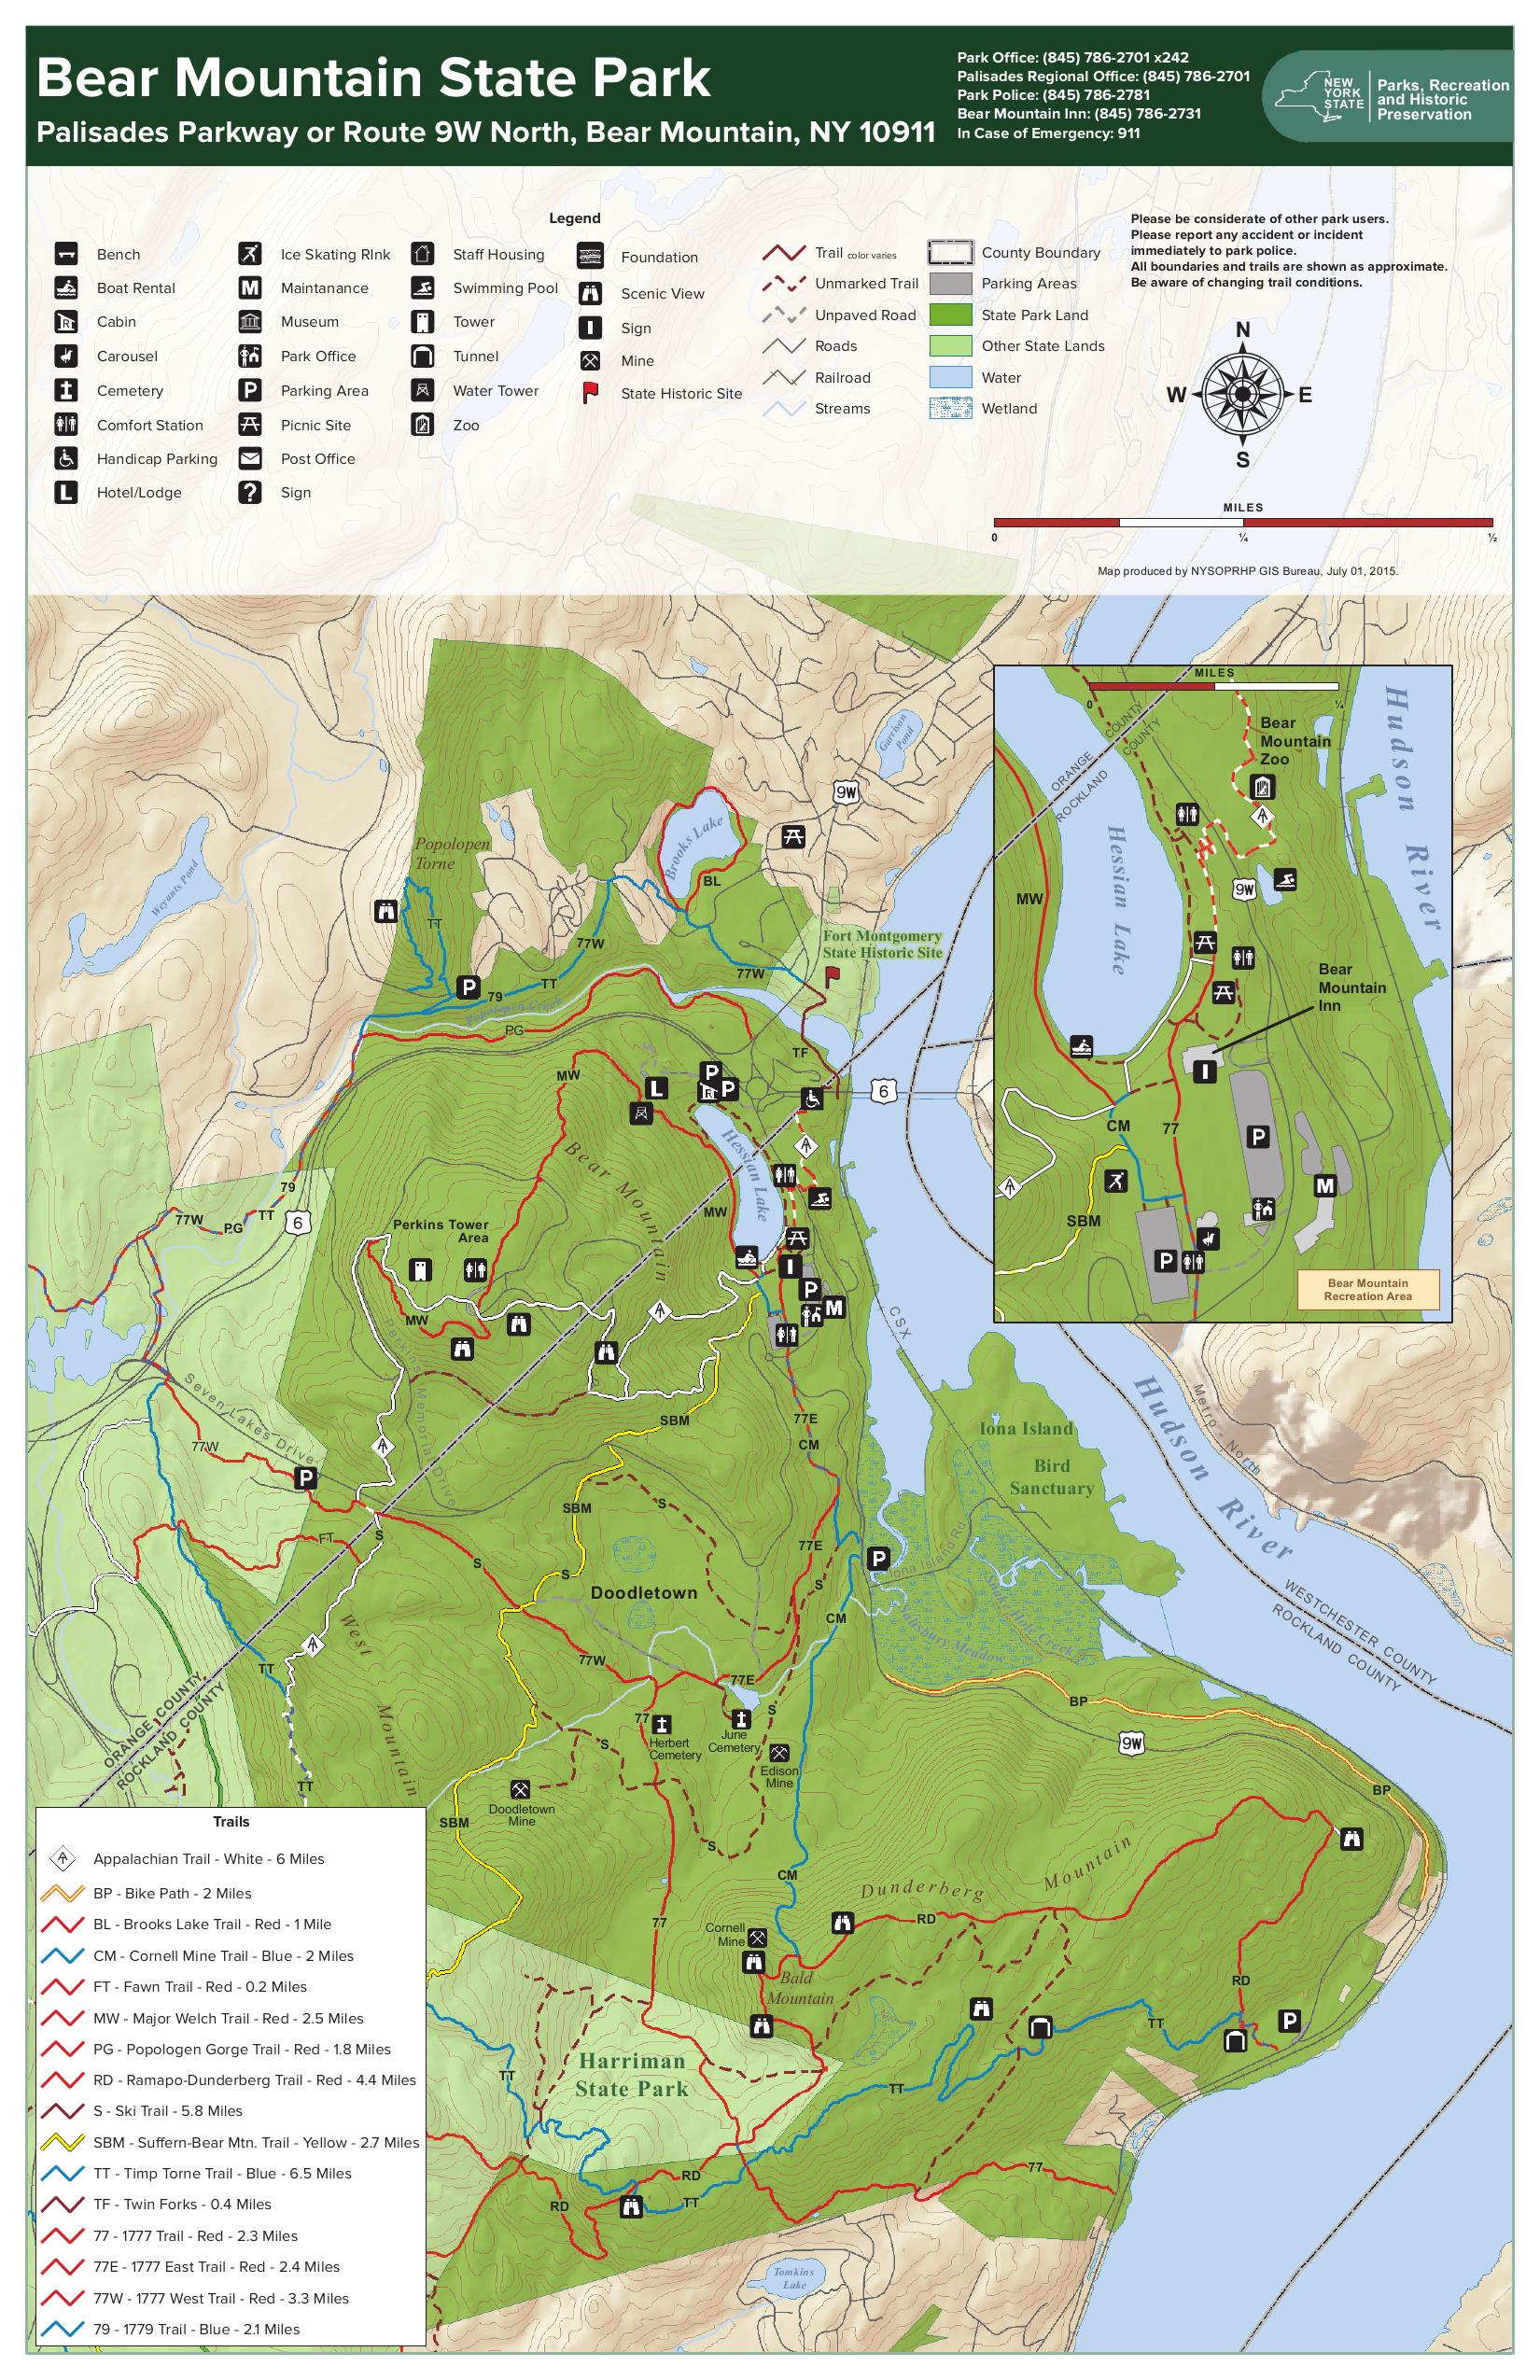 Bear Mountain State Park
Palisades Parkway or Route 9W North, Bear Mountain, NY 10911
Park Office: (845) 786-2701 x242
Palisades Regional Office: (845) 786-2701
Park Police: (845) 786-2781
Bear Mountain Inn: (845) 786-2731
In Case of Emergency: 911
NEW
YORK
STATE
Parks, Recreation
and Historic
Preservation
Legend
Bench
Boat Rental
Cabin
Carousel
Cemetery
Comfort Station
Handicap Parking
L Hotel/Lodge
Ice Skating RInk
M Maintanance
Museum
Park Office
P Parking Area
Picnic Site
Post Office
? Sign
Staff Housing
Swimming Pool
Tower
Tunnel
Water Tower
Zoo
Foundation
Scenic View
I Sign
Mine
State Historic Site
Trail color varies
Unmarked Trail
Unpaved Road
Roads
Railroad
Streams
County Boundary
Parking Areas
State Park Land
Other State Lands
Water
Wetland
Please be considerate of other park users.
Please report any accident or incident
immediately to park police.
All boundaries and trails are shown as approximate.
Be aware of changing trail conditions.
N
W E
S
MILES
0 ¼ ½
Map produced by NYSOPRHP GIS Bureau, July 01, 2015.
Garrison
Pond
9W
Popolopen
Torne
Brooks Lake
BL
Weyants Pond
TT
77W
77W
Fort Montgomery
State Historic Site
P
79
TT
Popolopen Creek
PG
TF
MW
L
P
R
P
6
Bear Mountain
Hessian Lake
79
TT
77W
PG
6
MW
Perkins Tower
Area
MW
I
P
M
CSX
Perkins Memorial Drive
Seven Lakes Drive
77W
P
SBM
77E
CM
Iona Island
Bird
Sanctuary
Metro - North
Hudson River
SBM
S
FT
S
S
77E
P
Iona Island Rd
S
S
Doodletown
CM
Snake Hole Creek
Salisbury Meadow
WESTCHESTER COUNTY
ROCKLAND COUNTY
West Mountain
TT
77W
77E
BP
ORANGE COUNTY
ROCKLAND COUNTY
77
S
S
Herbert
Cemetery
June
Cemetery
Edison
Mine
9W
TT
Doodletown
Mine
SBM
BP
S
CM
Dunderberg Mountain
77
Cornell
Mine
RD
Bald
Mountain
RD
P
TT
Harriman
State Park
TT
TT
RD
77
RD
TT
Tomkins
Lake
MILES
0 ¼
ORANGE COUNTY
ROCKLAND COUNTY
Bear
Mountain
Zoo
Hudson River
MW
Hessian Lake
9W
Bear
Mountain
Inn
I
CM
77
P
M
SBM
P
Bear Mountain
Recreation Area
Trails
Appalachian Trail - White - 6 Miles
BP - Bike Path - 2 Miles
BL - Brooks Lake Trail - Red - 1 Mile
CM - Cornell Mine Trail - Blue - 2 Miles
FT - Fawn Trail - Red - 0.2 Miles
MW - Major Welch Trail - Red - 2.5 Miles
PG - Popologen Gorge Trail - Red - 1.8 Miles
RD - Ramapo-Dunderberg Trail - Red - 4.4 Miles
S - Ski Trail - 5.8 Miles
SBM - Suffern-Bear Mtn. Trail - Yellow - 2.7 Miles
TT - Timp Torne Trail - Blue - 6.5 Miles
TF - Twin Forks - 0.4 Miles
77 - 1777 Trail - Red - 2.3 Miles
77E - 1777 East Trail - Red - 2.4 Miles
77W - 1777 West Trail - Red - 3.3 Miles
79 - 1779 Trail - Blue - 2.1 Miles